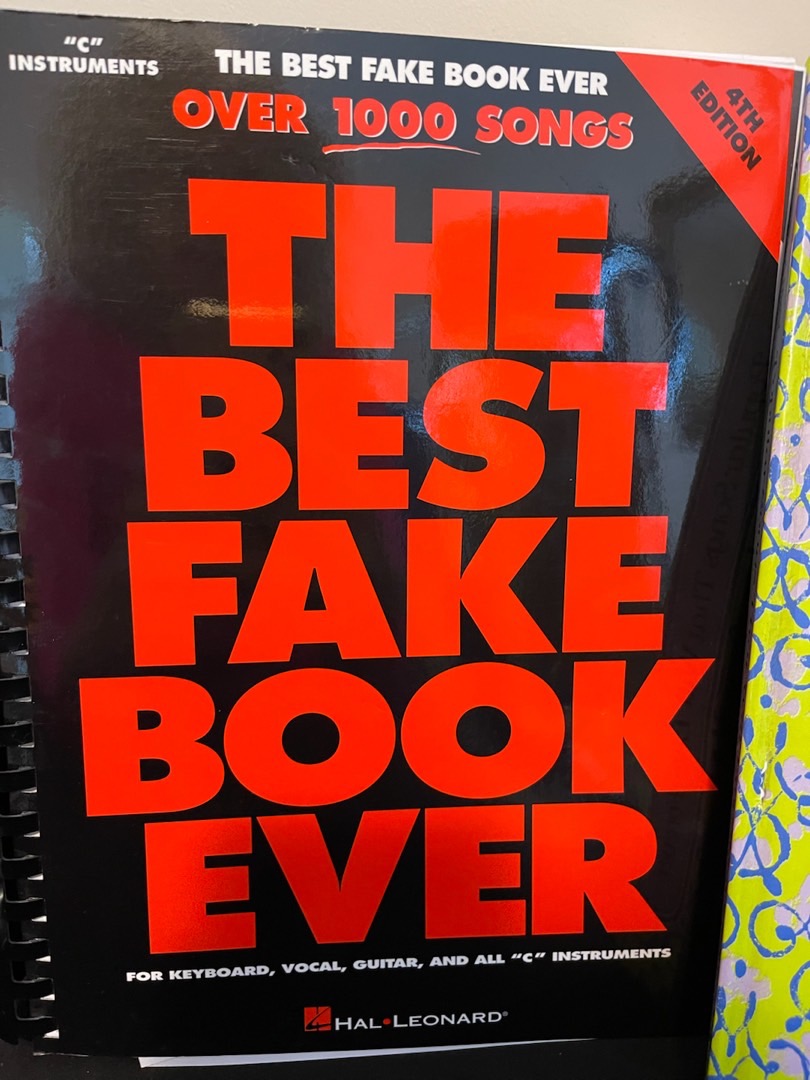 "C"
INSTRUMENTS
THE BEST FAKE BOOK EVER
OVER 1000 SONGS
4TH
EDITION
THE
BEST
FAKE
BOOK
EVER
FOR KEYBOARD, VOCAL, GUITAR, AND ALL "C" INSTRUMENTS
HAL•LEONARD®